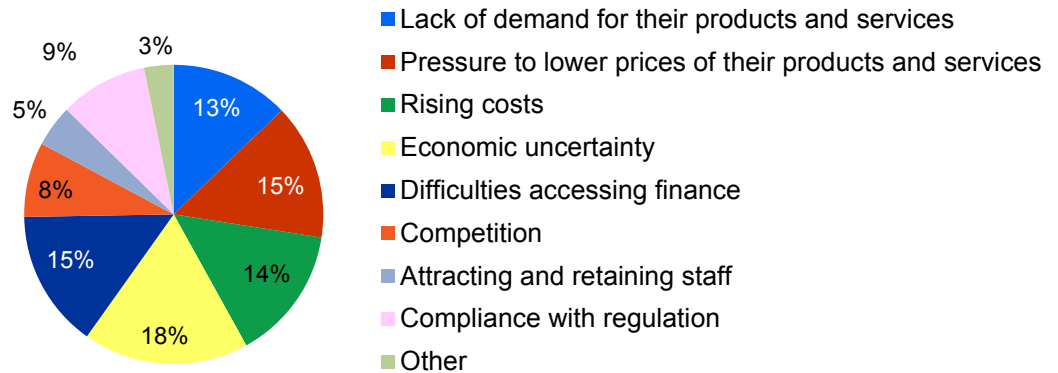 13%
15%
14%
18%
15%
8%
5%
9%
3%
Lack of demand for their products and services
Pressure to lower prices of their products and services
Rising costs
Economic uncertainty
Difficulties accessing finance
Competition
Attracting and retaining staff
Compliance with regulation
Other